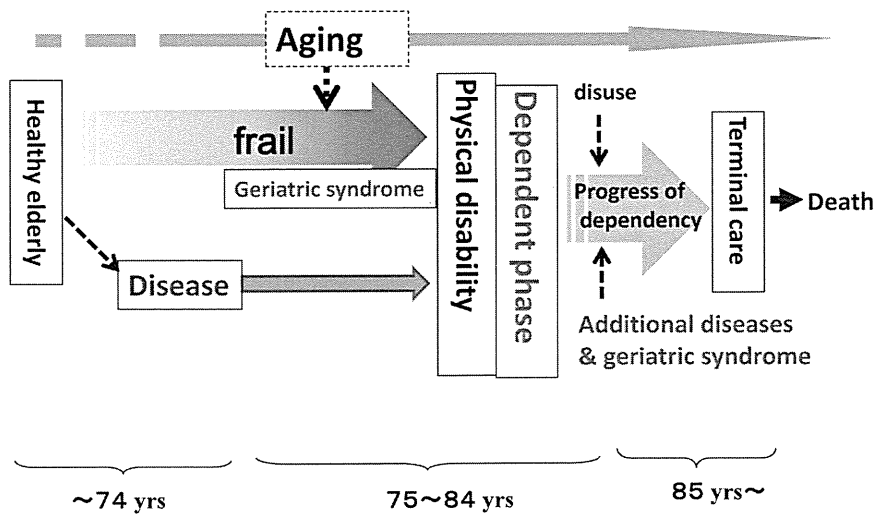 Aging
Healthy elderly
frail
Geriatric syndrome
Disease
Physical disability
Dependent phase
disuse
Progress of
dependency
Additional diseases
& geriatric syndrome
Terminal care
Death
～74 yrs
75～84 yrs
85 yrs～